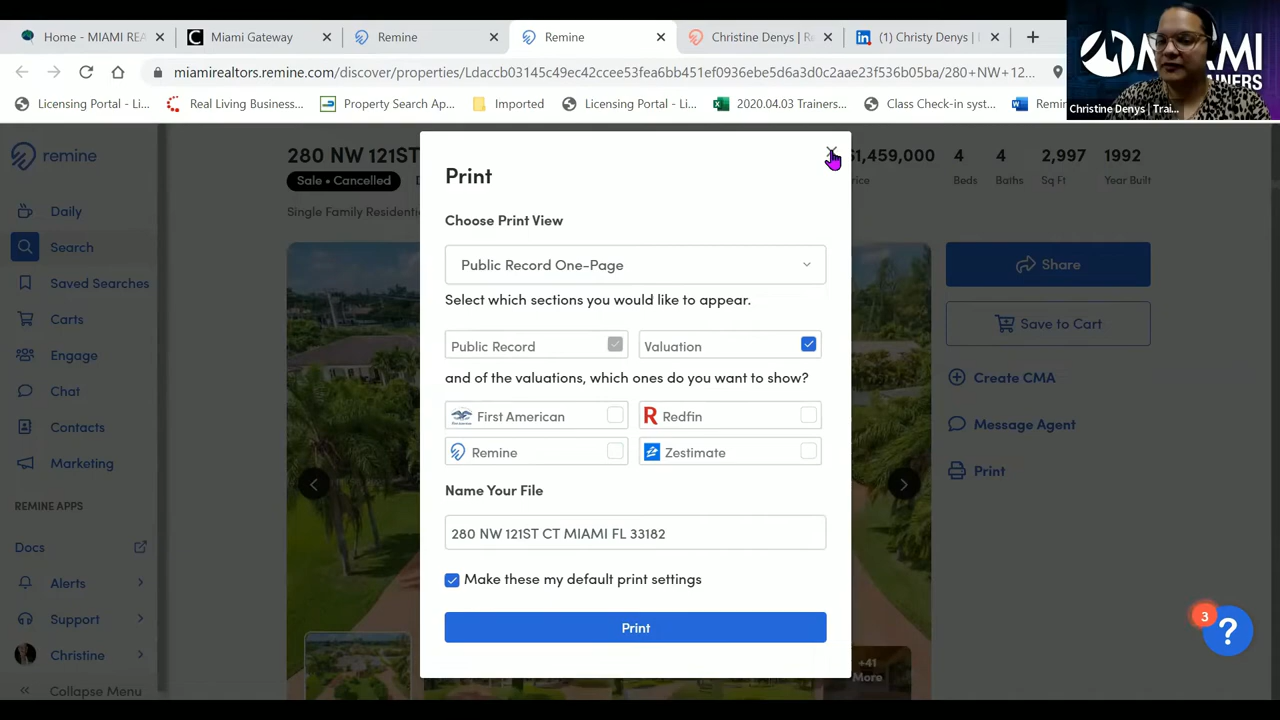 Home - MIAMI REA
Miami Gateway
Remine
Remine
Christine Denys | R
(1) Christy Denys |
miamirealtors.remine.com/discover/properties/Ldaccb13145c49ec42ccee53fea6bb451ef0936ebe5d6a3d0c2aae23f536b05ba/280+NW+12...
Licensing Portal - Li...
Real Living Business...
Property Search Ap...
Imported
Licensing Portal - Li...
2020.04.03 Trainers...
Class Check-in syst...
Remi
MIAMI
Christine Denys | Trai...
remine
Daily
Search
Saved Searches
Carts
Engage
Chat
Contacts
Marketing
REMINE APPS
Docs
Alerts
Support
Christine
Collapse Menu
280 NW 121ST
Sale • Cancelled
Single Family Residenti
1,459,000
4
4
2,997
1992
rice
Beds
Baths
Sq Ft
Year Built
Print
Choose Print View
Public Record One-Page
Select which sections you would like to appear.
Public Record
Valuation
and of the valuations, which ones do you want to show?
First American
Redfin
Remine
Zestimate
Name Your File
280 NW 121ST CT MIAMI FL 33182
Make these my default print settings
Print
Share
Save to Cart
Create CMA
Message Agent
Print
+41
More
3
?